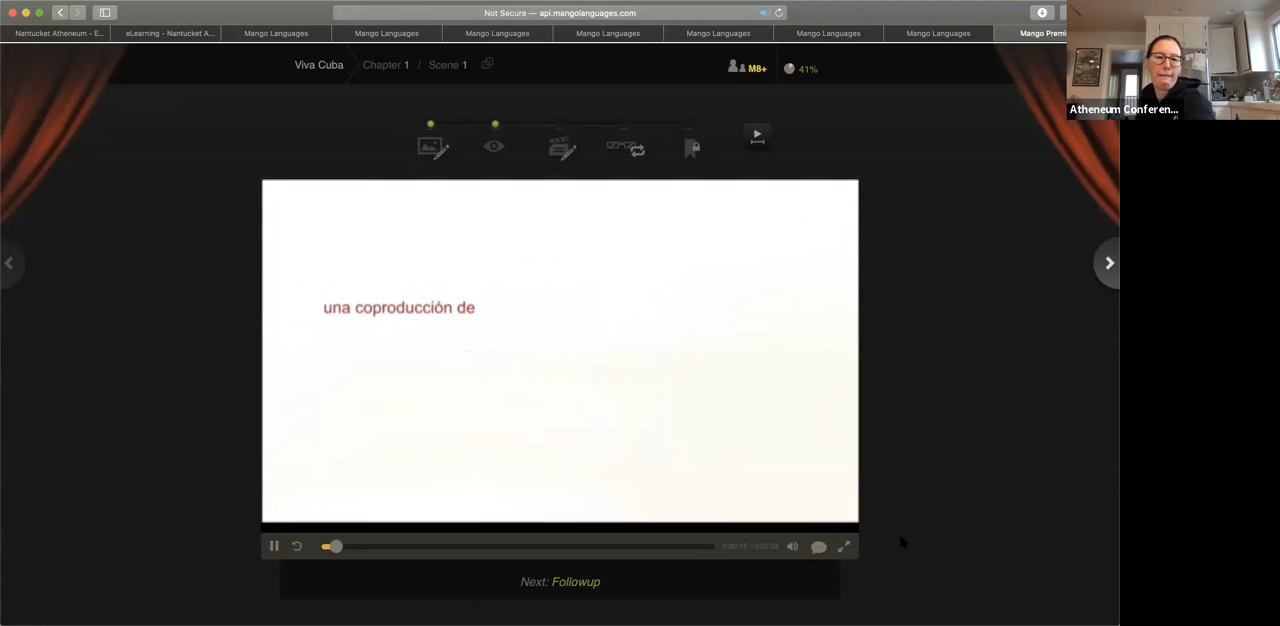 Not Secure — api.mangolanguages.com
Nantucket Atheneum - E...
eLearning - Nantucket A...
Mango Languages
Mango Languages
Mango Languages
Mango Languages
Mango Languages
Mango Languages
Mango Languages
Mango Premi
Viva Cuba
Chapter 1 / Scene 1
M8+
41%
Atheneum Conferen...
una coproducción de
Next: Followup